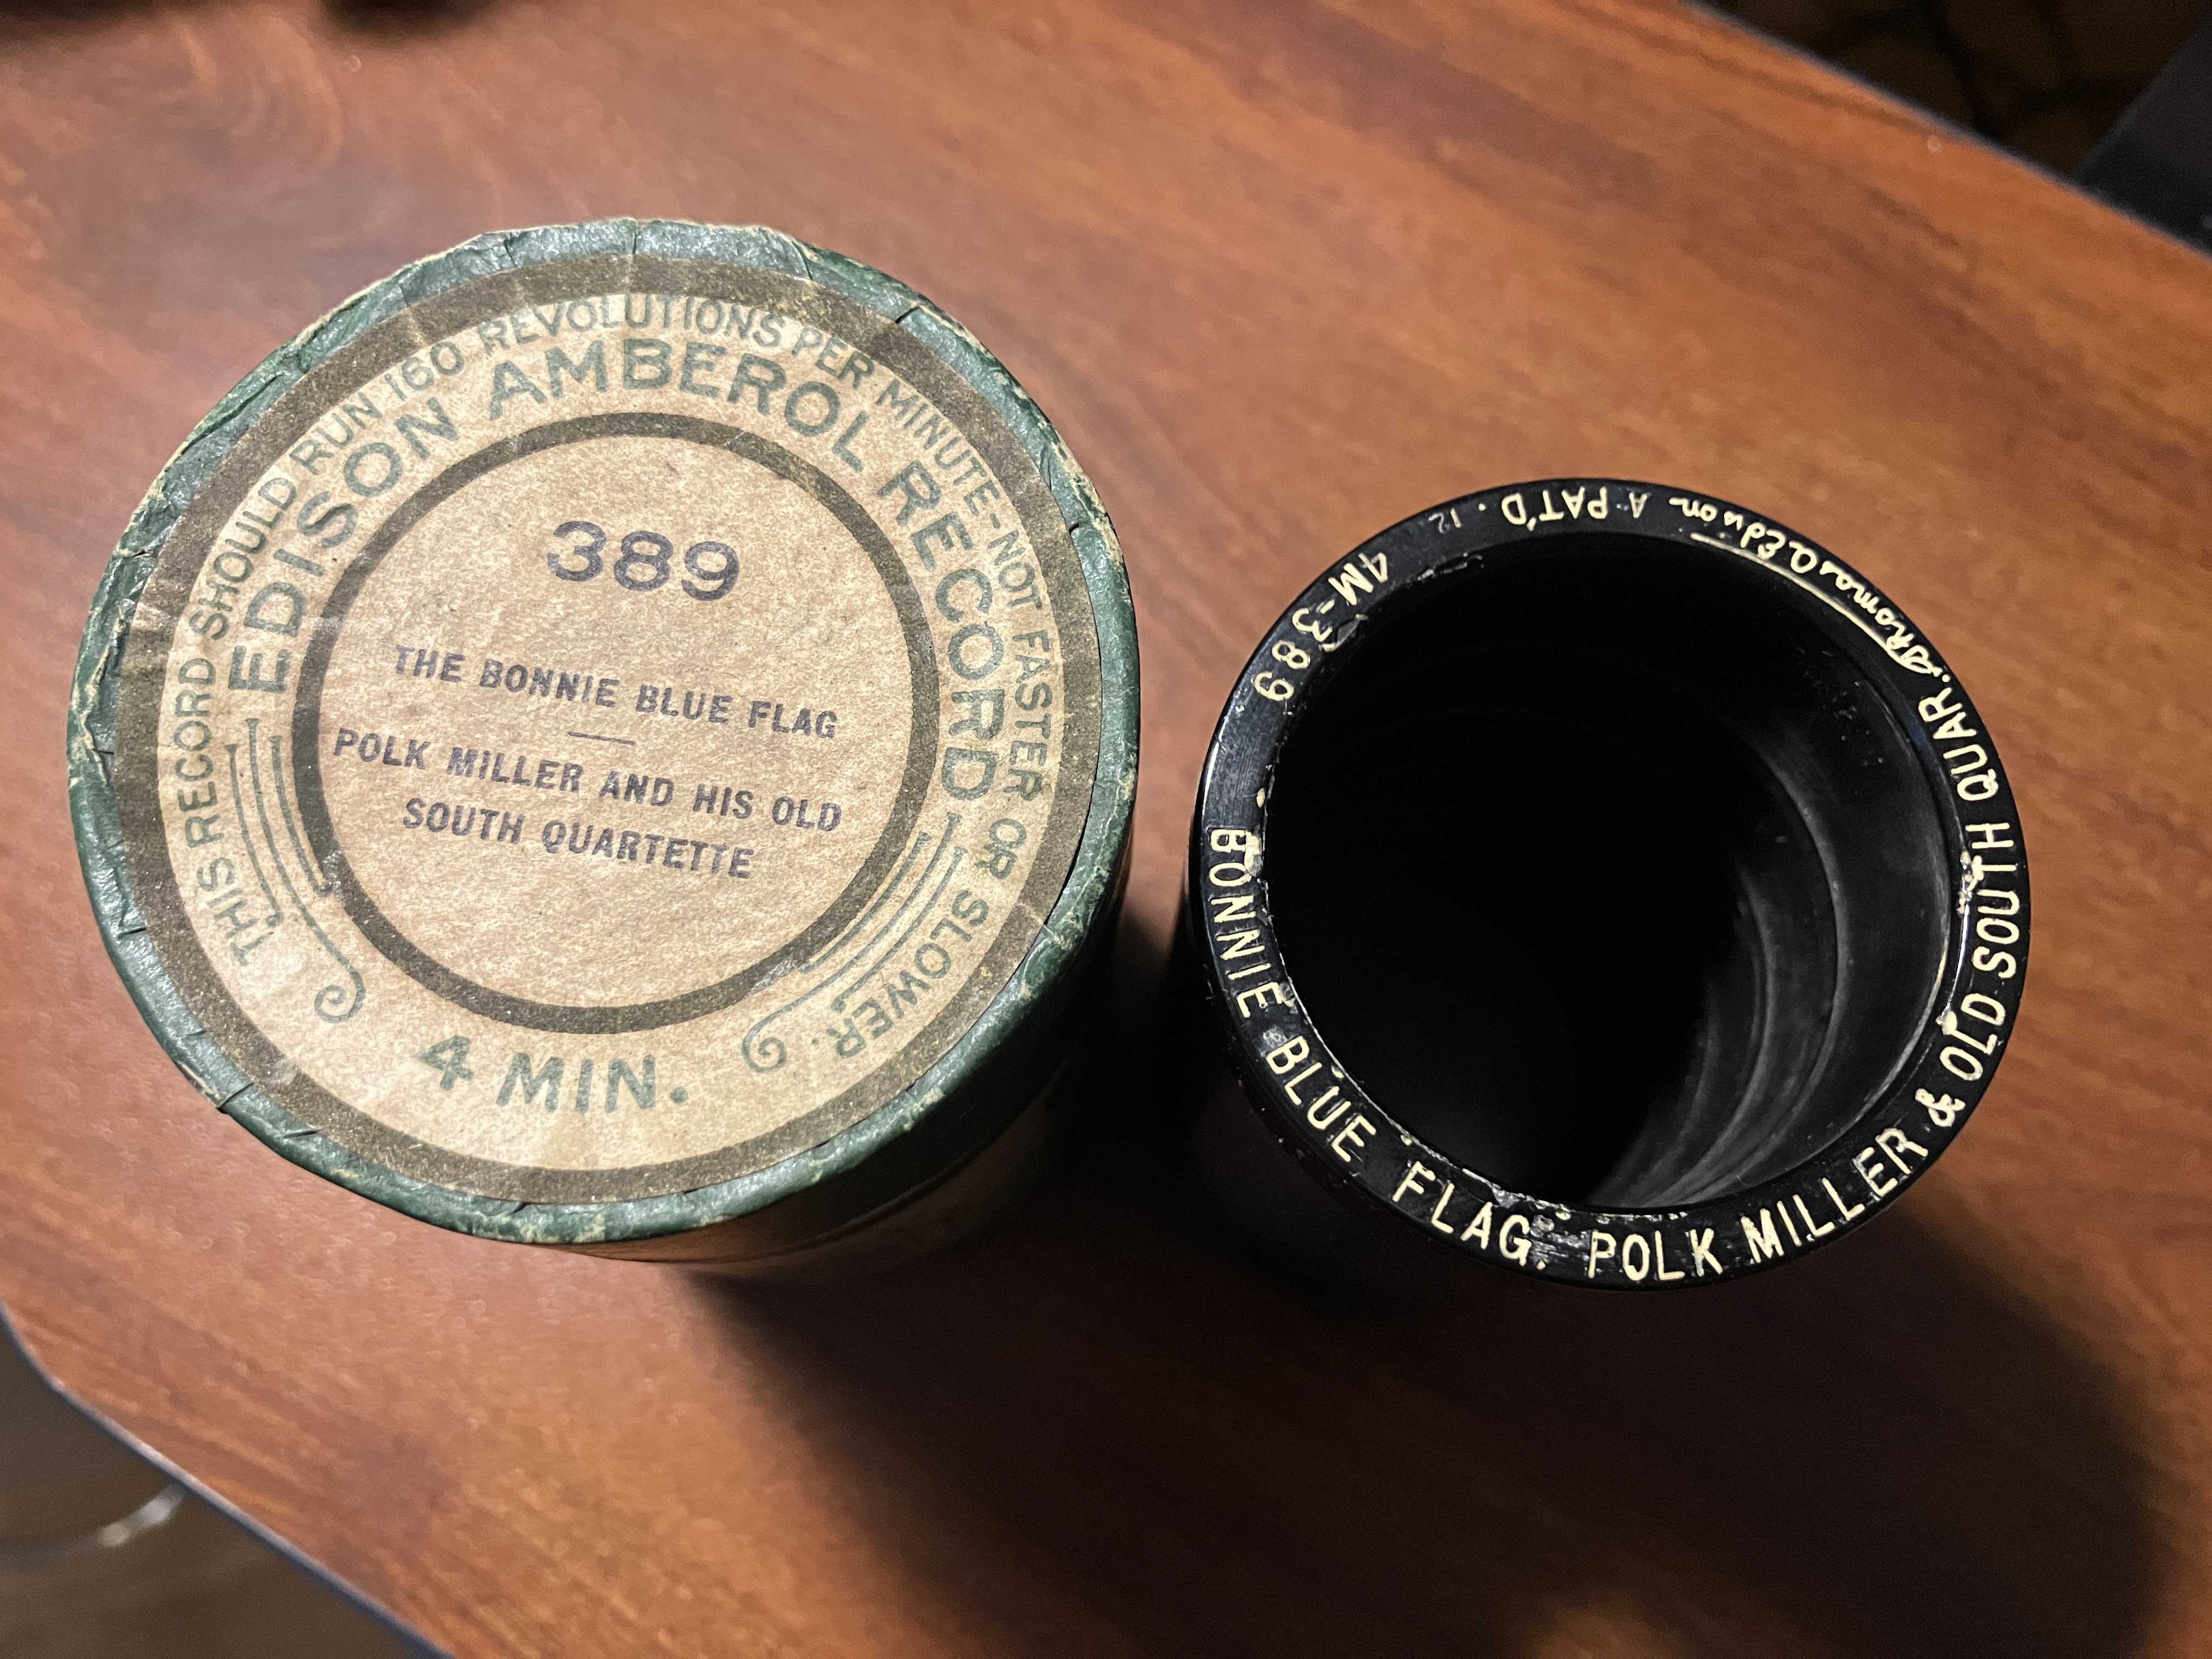 THIS RECORD SHOULD RUN 160 REVOLUTIONS PER MINUTE-NOT FASTER OR SLOWER.
EDISON AMBEROL RECORD
389
THE BONNIE BLUE FLAG
POLK MILLER AND HIS OLD
SOUTH QUARTETTE
4 MIN.
BONNIE BLUE FLAG. POLK MILLER & OLD SOUTH QUAR.
Thomas A Edison
A PAT'D. 12
4M-389